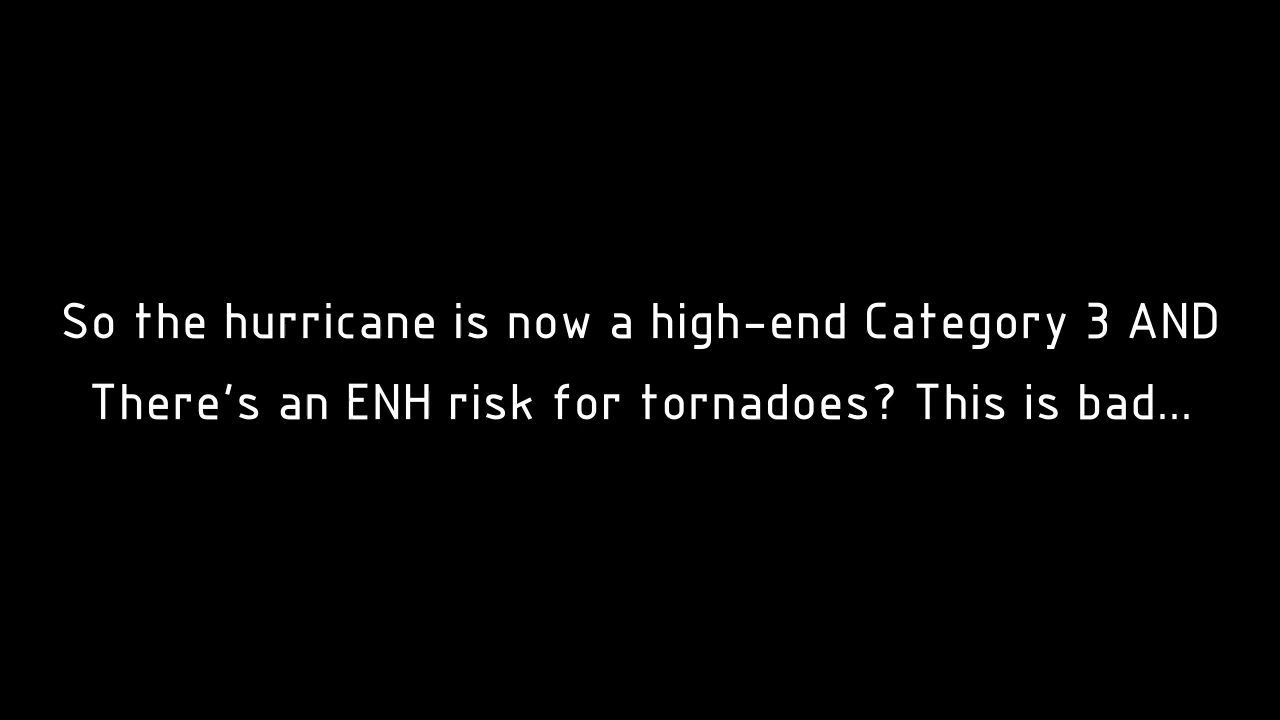 So the hurricane is now a high-end Category 3 AND
There's an ENH risk for tornadoes? This is bad...